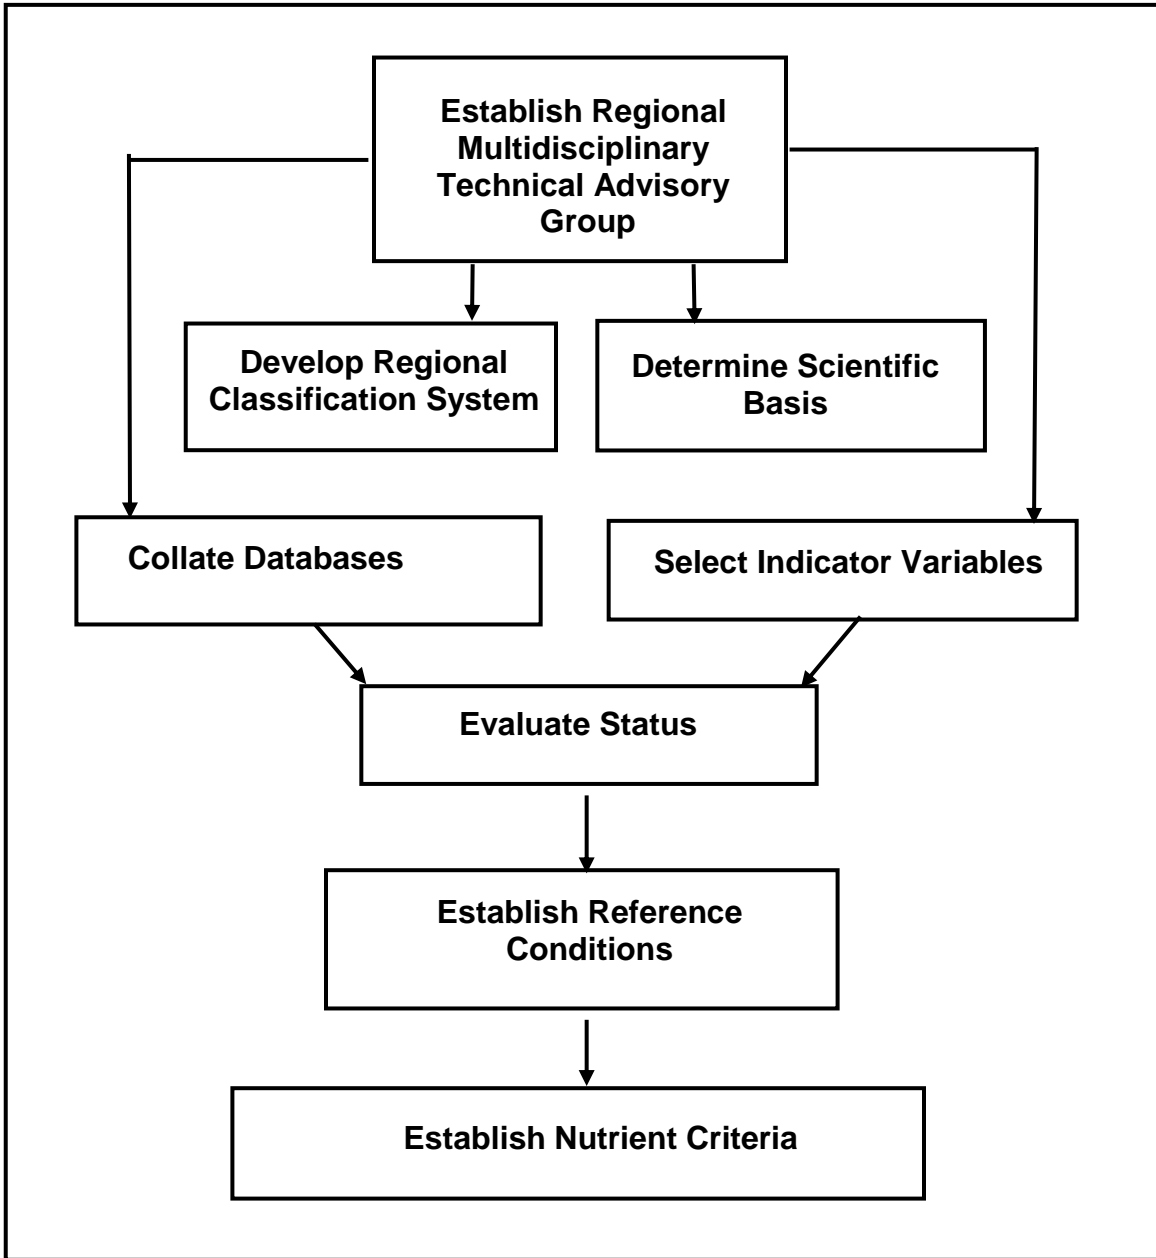 Establish Regional
Multidisciplinary
Technical Advisory
Group
Develop Regional
Classification System
Determine Scientific
Basis
Collate Databases
Select Indicator Variables
Evaluate Status
Establish Reference
Conditions
Establish Nutrient Criteria